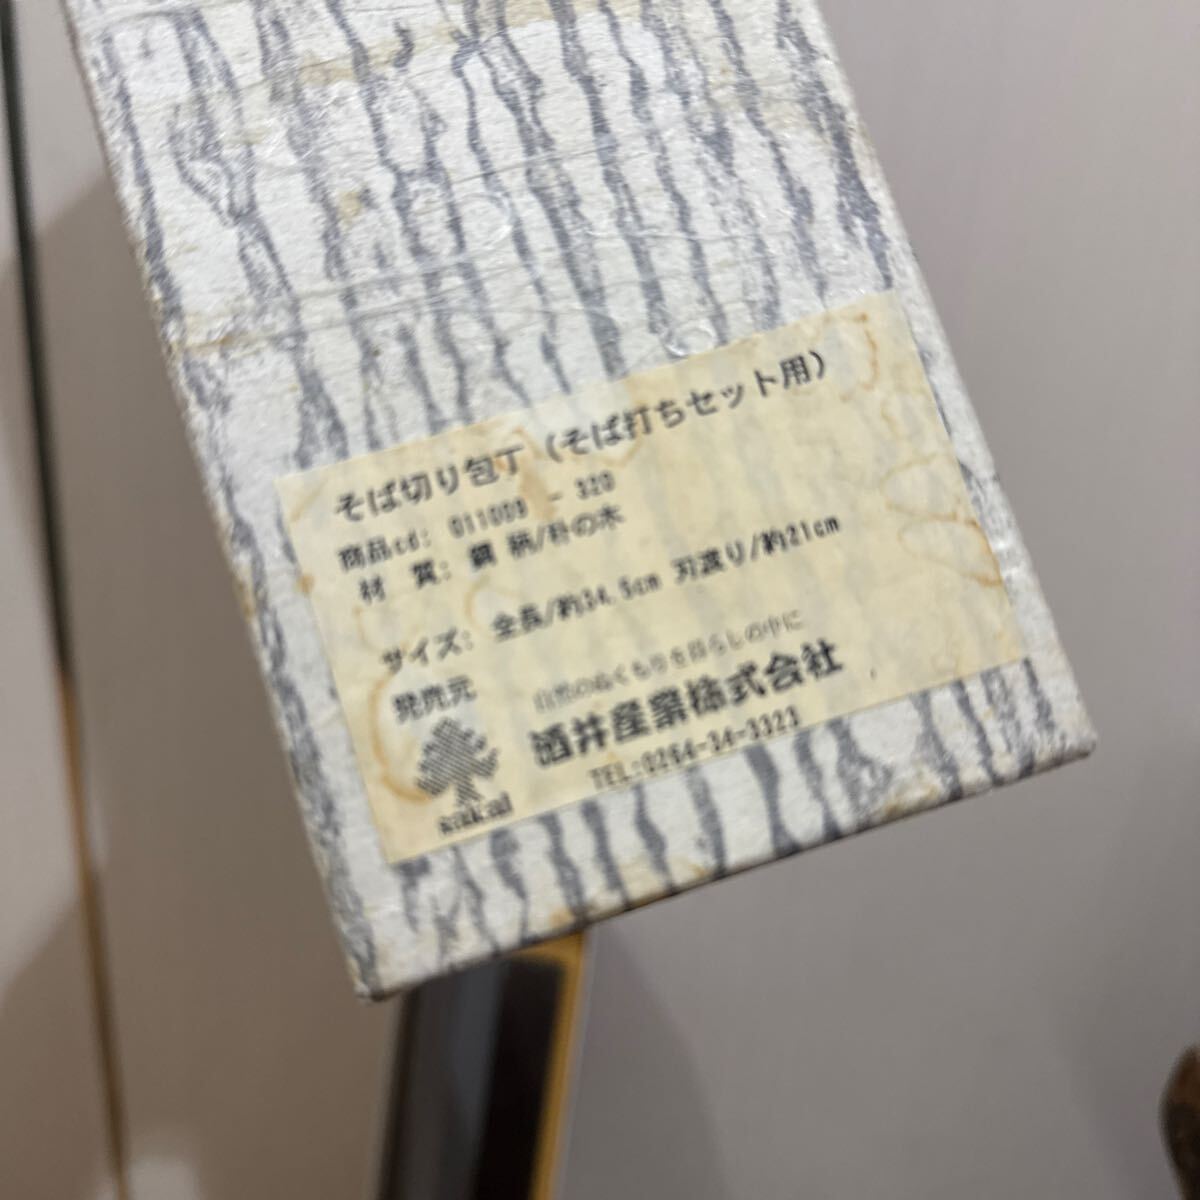 そば切り包丁（そば打ちセット用）
商品cd: 011009 - 320
材 質: 鋼 柄/朴の木
サイズ: 全長/約34.5cm 刃渡り/約21cm
発売元
自然のぬくもりを暮らしの中に
酒井産業株式会社
TEL:0264-34-3323
sakai